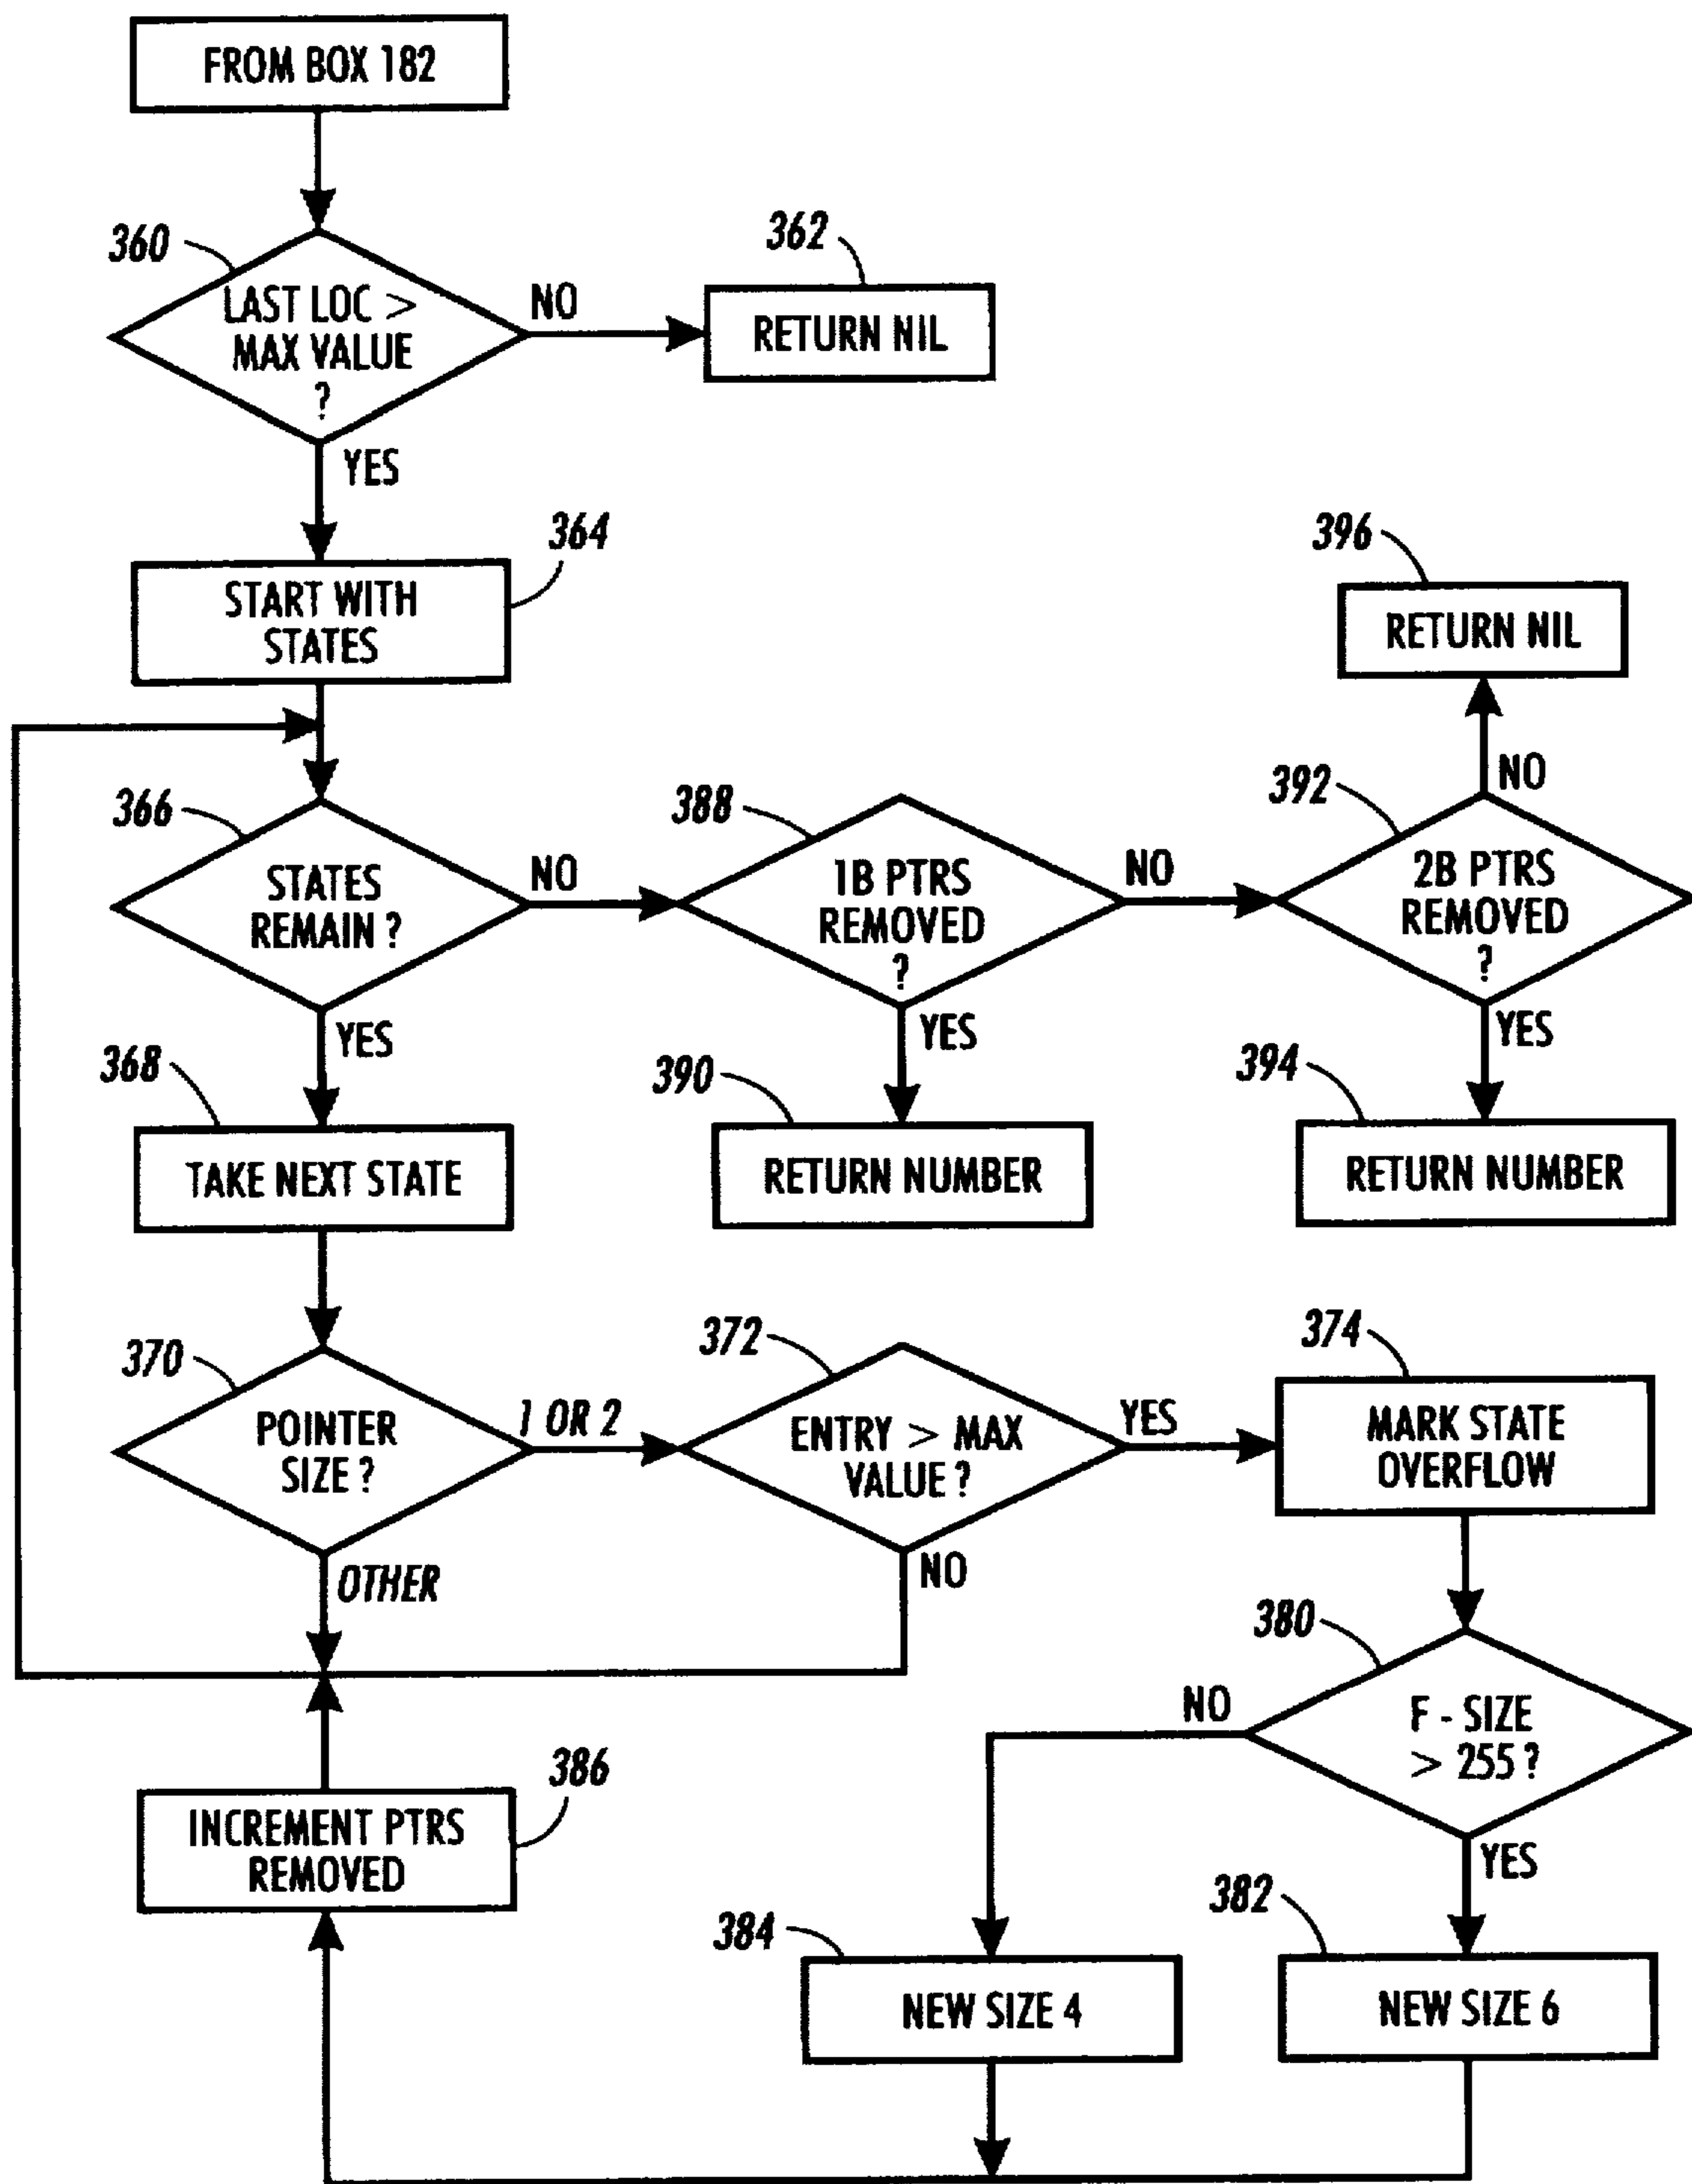 FROM BOX 182
360
LAST LOC >
MAX VALUE
?
NO
362
RETURN NIL
YES
364
START WITH
STATES
396
RETURN NIL
366
STATES
REMAIN ?
NO
388
1B PTRS
REMOVED
?
NO
392
2B PTRS
REMOVED
?
NO
YES
YES
YES
368
TAKE NEXT STATE
390
RETURN NUMBER
394
RETURN NUMBER
370
POINTER
SIZE ?
1 OR 2
372
ENTRY > MAX
VALUE ?
YES
374
MARK STATE
OVERFLOW
OTHER
NO
380
F - SIZE
> 255 ?
NO
YES
386
INCREMENT PTRS
REMOVED
384
NEW SIZE 4
382
NEW SIZE 6